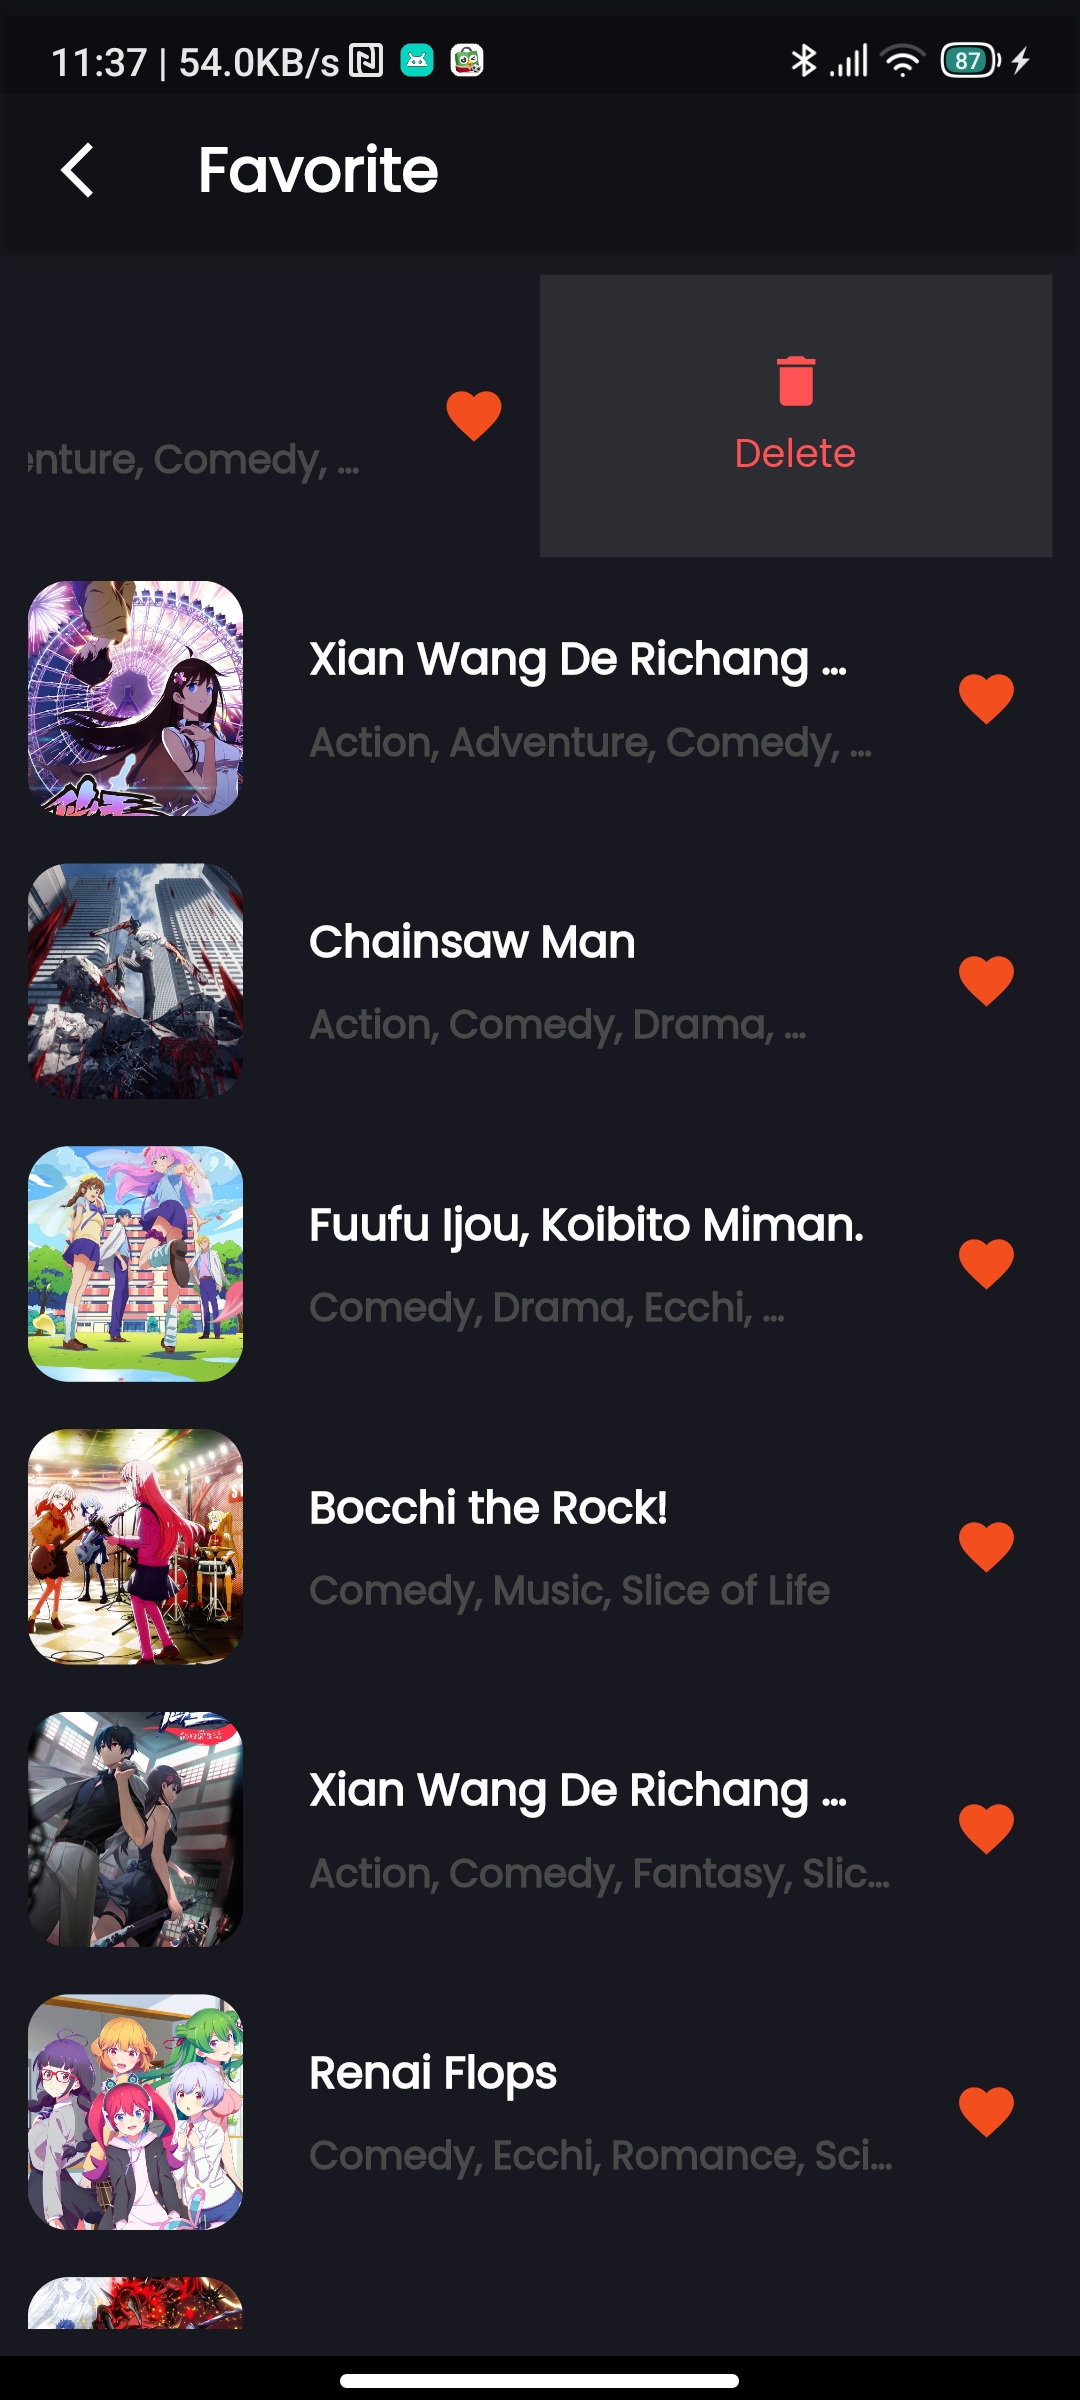 11:37 | 54.0KB/s
87
Favorite
enture, Comedy, ...
Delete
Xian Wang De Richang ...
Action, Adventure, Comedy, ...
Chainsaw Man
Action, Comedy, Drama, ...
Fuufu Ijou, Koibito Miman.
Comedy, Drama, Ecchi, ...
Bocchi the Rock!
Comedy, Music, Slice of Life
Xian Wang De Richang ...
Action, Comedy, Fantasy, Slic...
Renai Flops
Comedy, Ecchi, Romance, Sci...